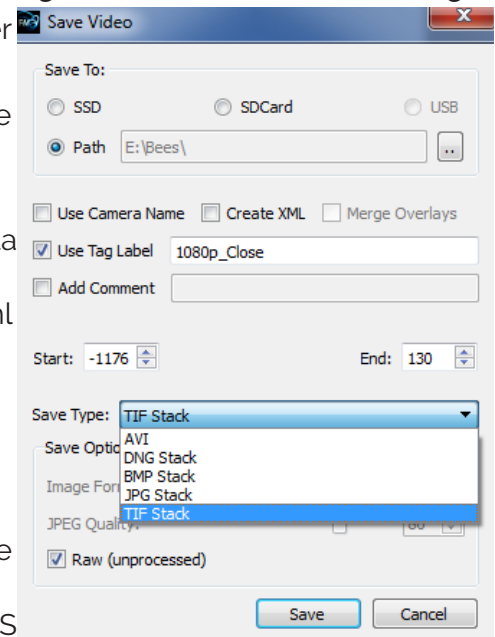 Save Video
Save To:
SSD SDCard USB
Path E:\Bees\ ..
Use Camera Name Create XML Merge Overlays
Use Tag Label 1080p_Close
Add Comment
Start: -1176 End: 130
Save Type: TIF Stack
AVI
Save Optio
DNG Stack
BMP Stack
Image For
JPG Stack
TIF Stack
JPEG Quality:
Raw (unprocessed)
Save Cancel